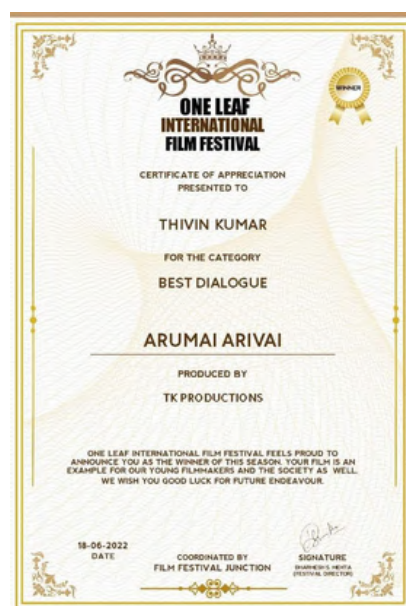 ONE LEAF
INTERNATIONAL
FILM FESTIVAL
WINNER
CERTIFICATE OF APPRECIATION
PRESENTED TO
THIVIN KUMAR
FOR THE CATEGORY
BEST DIALOGUE
ARUMAI ARIVAI
PRODUCED BY
TK PRODUCTIONS
ONE LEAF INTERNATIONAL FILM FESTIVAL FEELS PROUD TO
ANNOUNCE YOU AS THE WINNER OF THIS SEASON. YOUR FILM IS AN
EXAMPLE FOR OUR YOUNG FILMMAKERS AND THE SOCIETY AS WELL.
WE WISH YOU GOOD LUCK FOR FUTURE ENDEAVOUR.
18-06-2022
DATE
COORDINATED BY
FILM FESTIVAL JUNCTION
SIGNATURE
DHARMESH S. MEHTA
(FESTIVAL DIRECTOR)